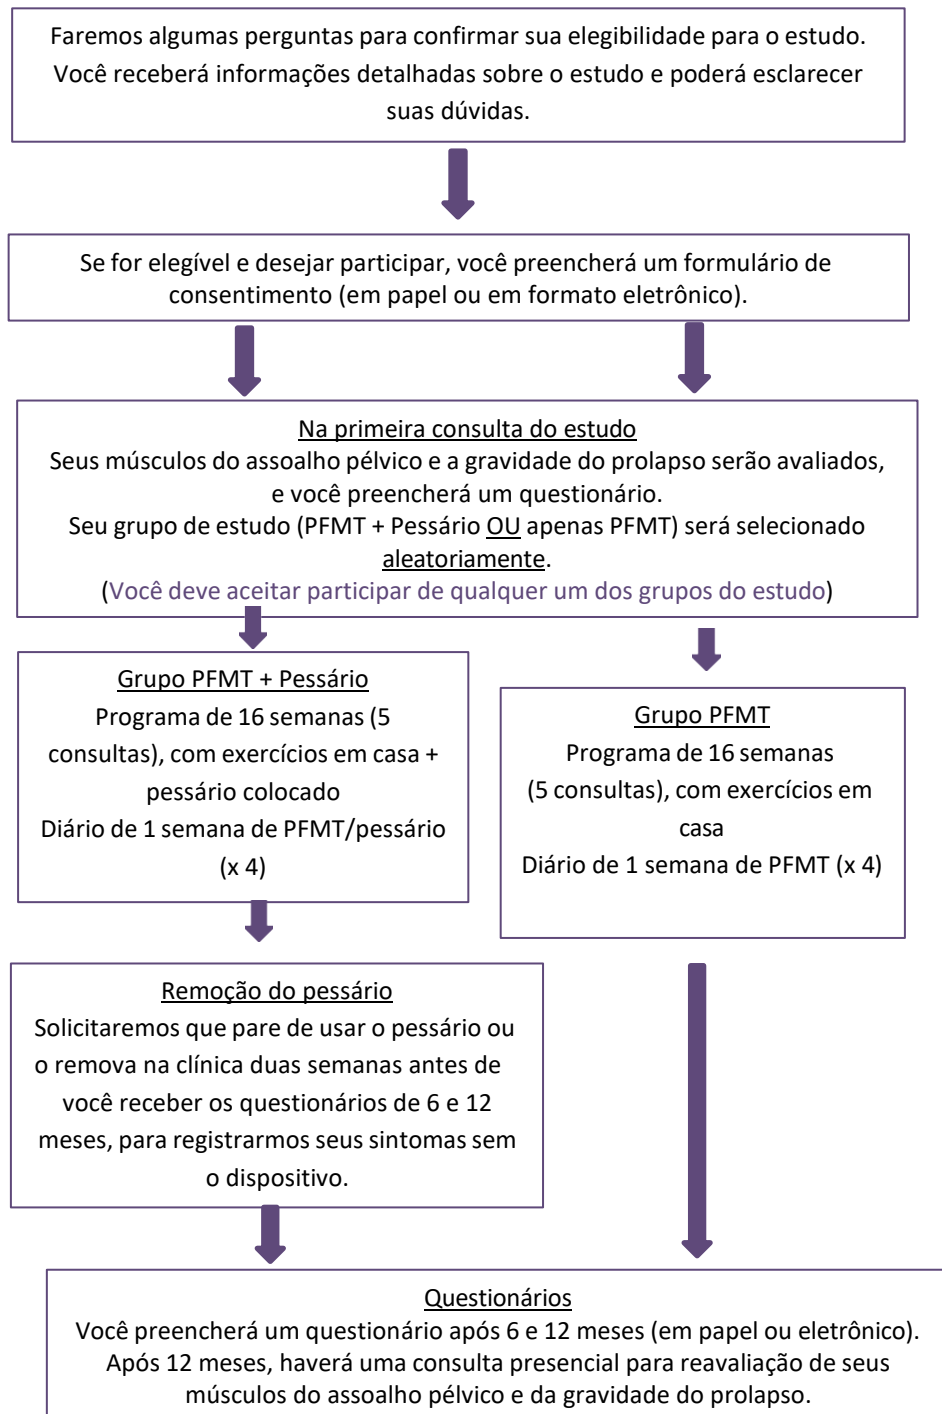 Faremos algumas perguntas para confirmar sua elegibilidade para o estudo.
Você receberá informações detalhadas sobre o estudo e poderá esclarecer
suas dúvidas.
Se for elegível e desejar participar, você preencherá um formulário de
consentimento (em papel ou em formato eletrônico).
Na primeira consulta do estudo
Seus músculos do assoalho pélvico e a gravidade do prolapso serão avaliados,
e você preencherá um questionário.
Seu grupo de estudo (PFMT + Pessário OU apenas PFMT) será selecionado
aleatoriamente.
(Você deve aceitar participar de qualquer um dos grupos do estudo)
Grupo PFMT + Pessário
Programa de 16 semanas (5
consultas), com exercícios em casa +
pessário colocado
Diário de 1 semana de PFMT/pessário
(x 4)
Grupo PFMT
Programa de 16 semanas
(5 consultas), com exercícios em
casa
Diário de 1 semana de PFMT (x 4)
Remoção do pessário
Solicitaremos que pare de usar o pessário ou
o remova na clínica duas semanas antes de
você receber os questionários de 6 e 12
meses, para registrarmos seus sintomas sem
o dispositivo.
Questionários
Você preencherá um questionário após 6 e 12 meses (em papel ou eletrônico).
Após 12 meses, haverá uma consulta presencial para reavaliação de seus
músculos do assoalho pélvico e da gravidade do prolapso.